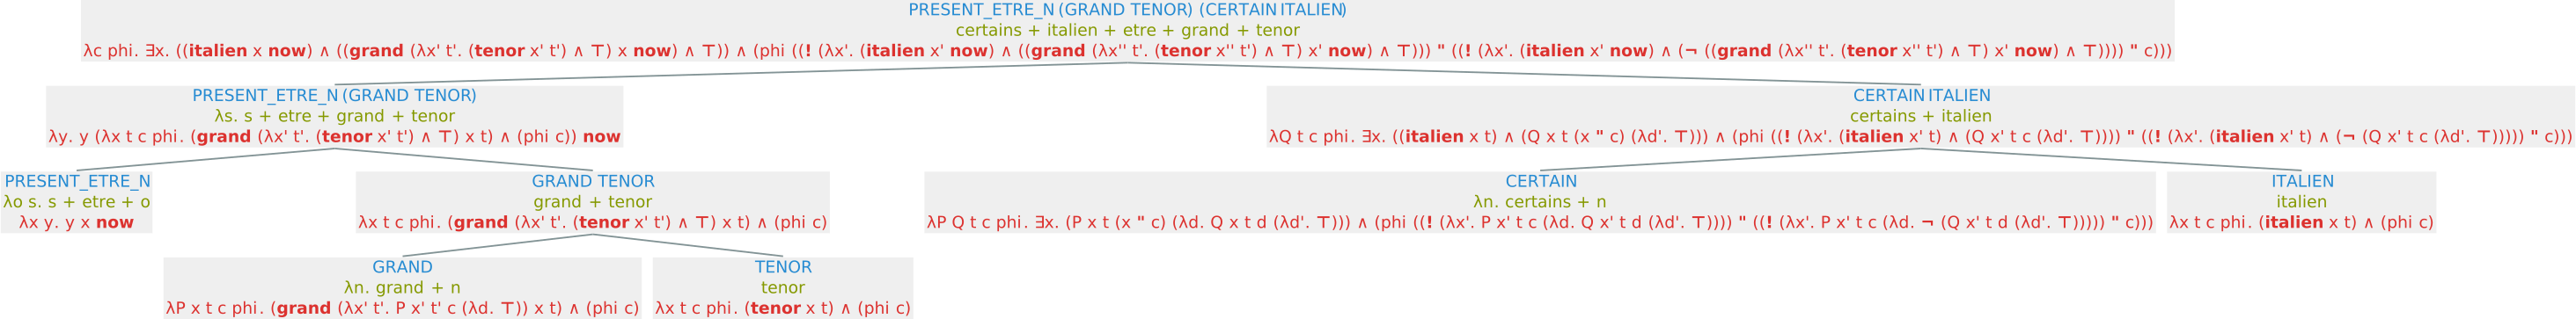 PRESENT_ETRE_N (GRAND TENOR) (CERTAIN ITALIEN)
certains + italien + etre + grand + tenor
λc phi. ∃x. ((italien x now) ∧ ((grand (λx' t'. (tenor x' t') ∧ ⊤) x now) ∧ ⊤)) ∧ (phi ((! (λx'. (italien x' now) ∧ ((grand (λx'' t'. (tenor x'' t') ∧ ⊤) x' now) ∧ ⊤))) " ((! (λx'. (italien x' now) ∧ (¬ ((grand (λx'' t'. (tenor x'' t') ∧ ⊤) x' now) ∧ ⊤)))) " c)))
PRESENT_ETRE_N (GRAND TENOR)
λs. s + etre + grand + tenor
λy. y (λx t c phi. (grand (λx' t'. (tenor x' t') ∧ ⊤) x t) ∧ (phi c)) now
CERTAIN ITALIEN
certains + italien
λQ t c phi. ∃x. ((italien x t) ∧ (Q x t (x " c) (λd'. ⊤))) ∧ (phi ((! (λx'. (italien x' t) ∧ (Q x' t c (λd'. ⊤)))) " ((! (λx'. (italien x' t) ∧ (¬ (Q x' t c (λd'. ⊤))))) " c)))
PRESENT_ETRE_N
λo s. s + etre + o
λx y. y x now
GRAND TENOR
grand + tenor
λx t c phi. (grand (λx' t'. (tenor x' t') ∧ ⊤) x t) ∧ (phi c)
CERTAIN
λn. certains + n
λP Q t c phi. ∃x. (P x t (x " c) (λd. Q x t d (λd'. ⊤))) ∧ (phi ((! (λx'. P x' t c (λd. Q x' t d (λd'. ⊤)))) " ((! (λx'. P x' t c (λd. ¬ (Q x' t d (λd'. ⊤))))) " c)))
ITALIEN
italien
λx t c phi. (italien x t) ∧ (phi c)
GRAND
λn. grand + n
λP x t c phi. (grand (λx' t'. P x' t' c (λd. ⊤)) x t) ∧ (phi c)
TENOR
tenor
λx t c phi. (tenor x t) ∧ (phi c)